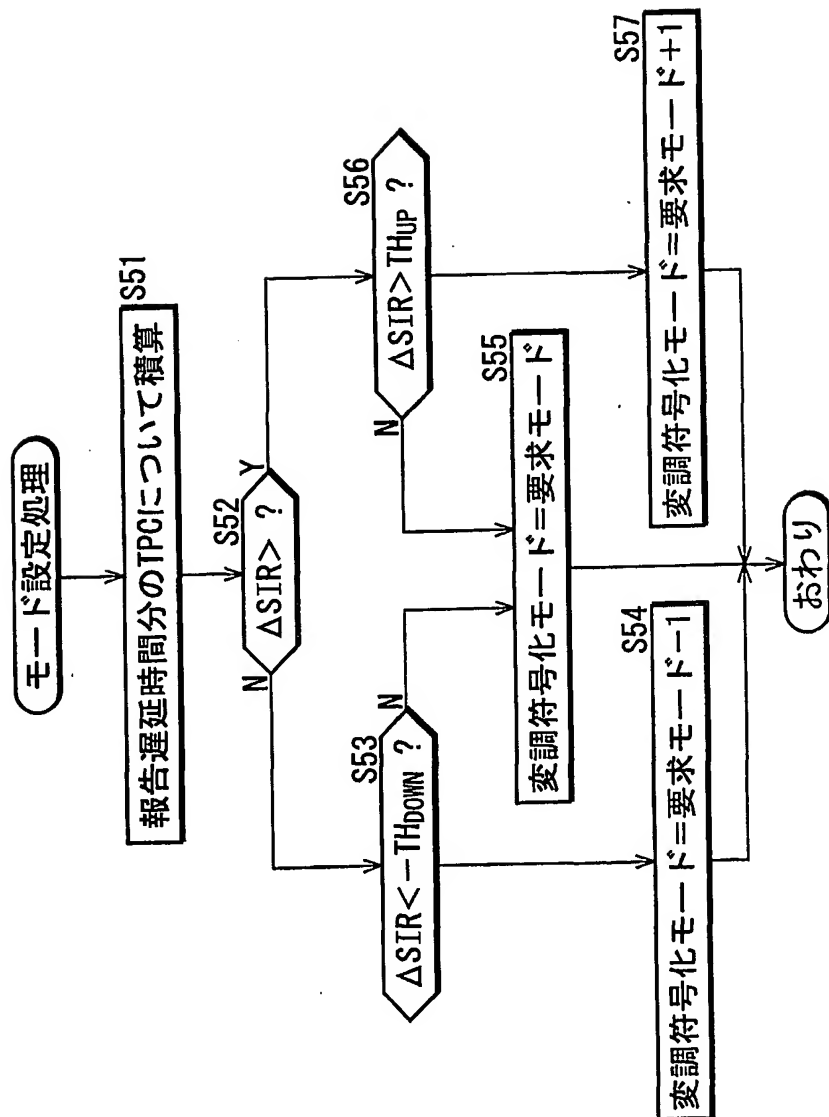 モード設定処理
S51
報告遅延時間分のTPCについて積算
S52
ΔSIR> ?
N
Y
S53
ΔSIR<-THDOWN ?
N
S56
ΔSIR>THUP ?
N
S55
変調符号化モード=要求モード
S54
変調符号化モード=要求モード-1
S57
変調符号化モード=要求モード+1
おわり